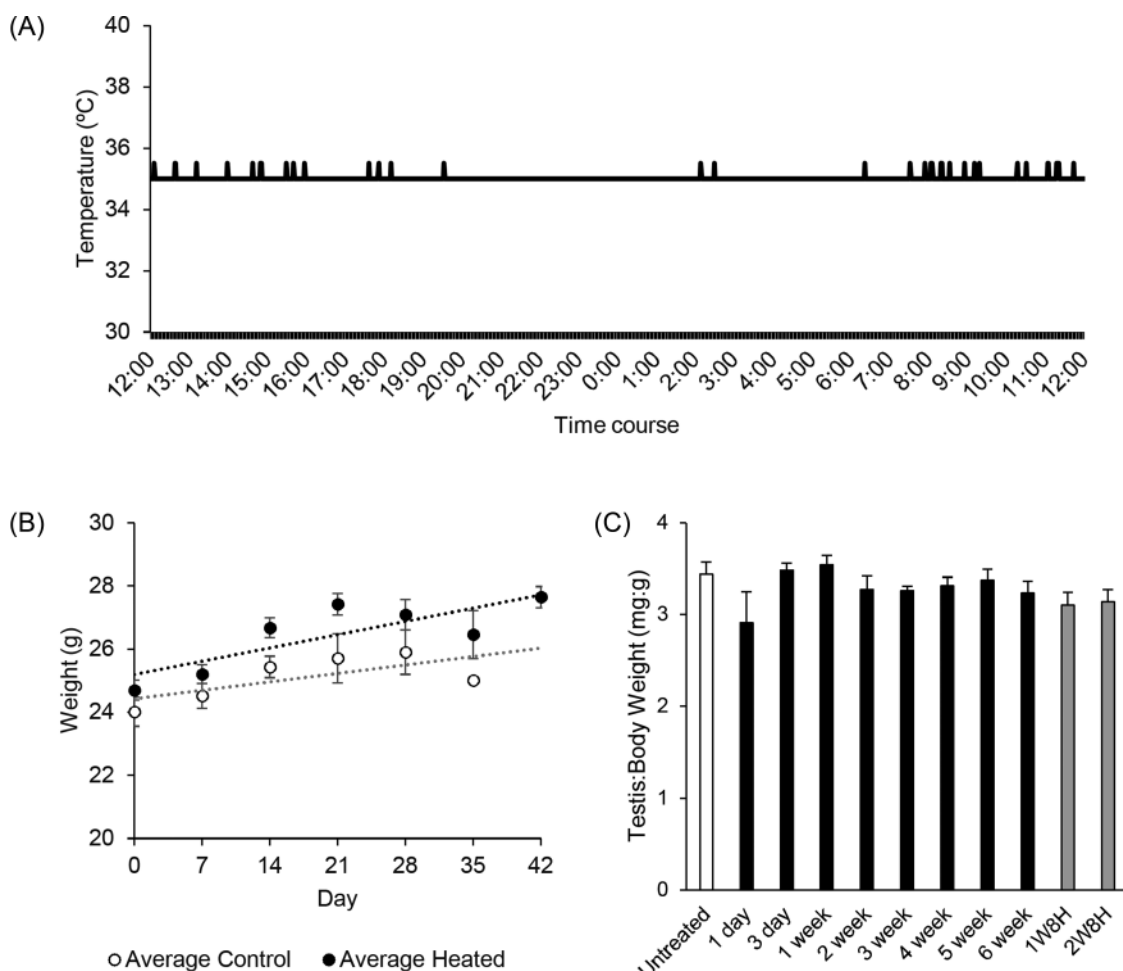 (A)
Temperature (ºC)
40
38
36
34
32
30
12:00 13:00 14:00 15:00 16:00 17:00 18:00 19:00 20:00 21:00 22:00 23:00 0:00 1:00 2:00 3:00 4:00 5:00 6:00 7:00 8:00 9:00 10:00 11:00 12:00
Time course
(B)
Weight (g)
30
28
26
24
22
20
0 7 14 21 28 35 42
Day
Average Control Average Heated
(C)
Testis:Body Weight (mg:g)
4
3
2
1
0
Untreated 1 day 3 day 1 week 2 week 3 week 4 week 5 week 6 week 1W8H 2W8H